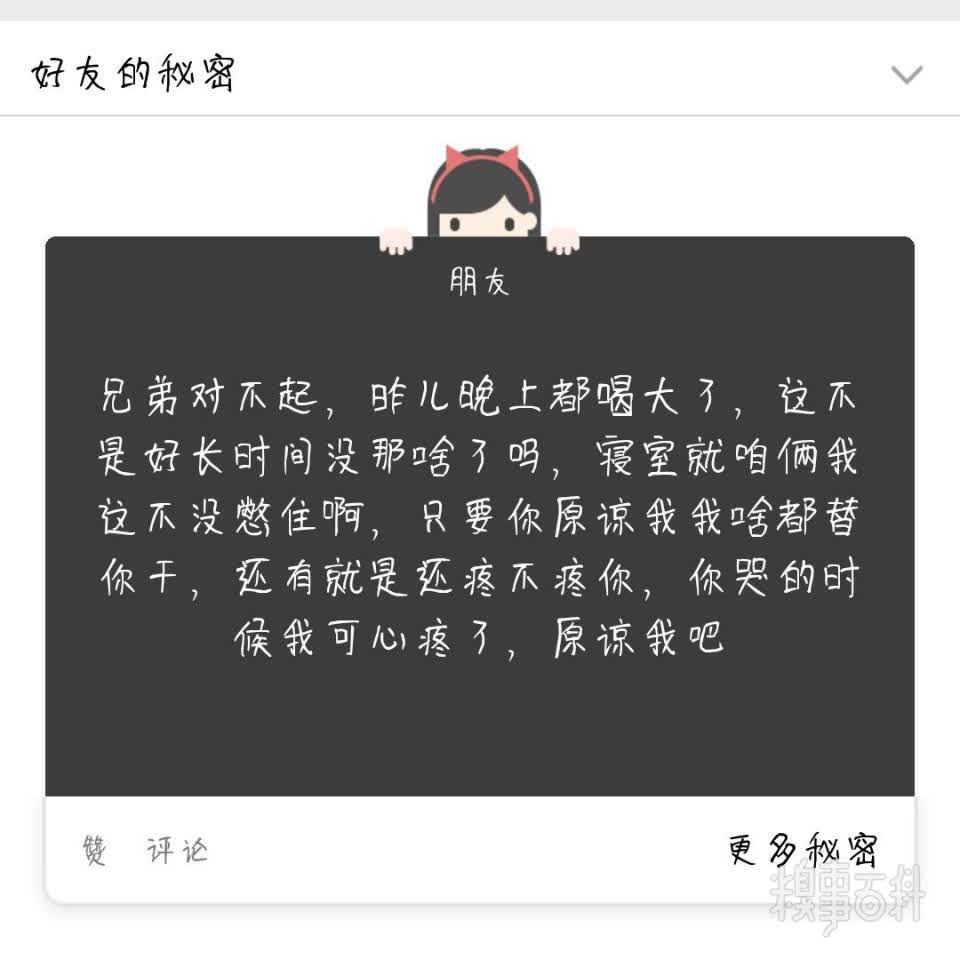 好友的秘密
朋友
兄弟对不起，昨儿晚上都喝大了，这不
是好长时间没那啥了吗，寝室就咱俩我
这不没憋住啊，只要你原谅我我啥都替
你干，还有就是还疼不疼你，你哭的时
候我可心疼了，原谅我吧
赞 评论
更多秘密
糗事百科